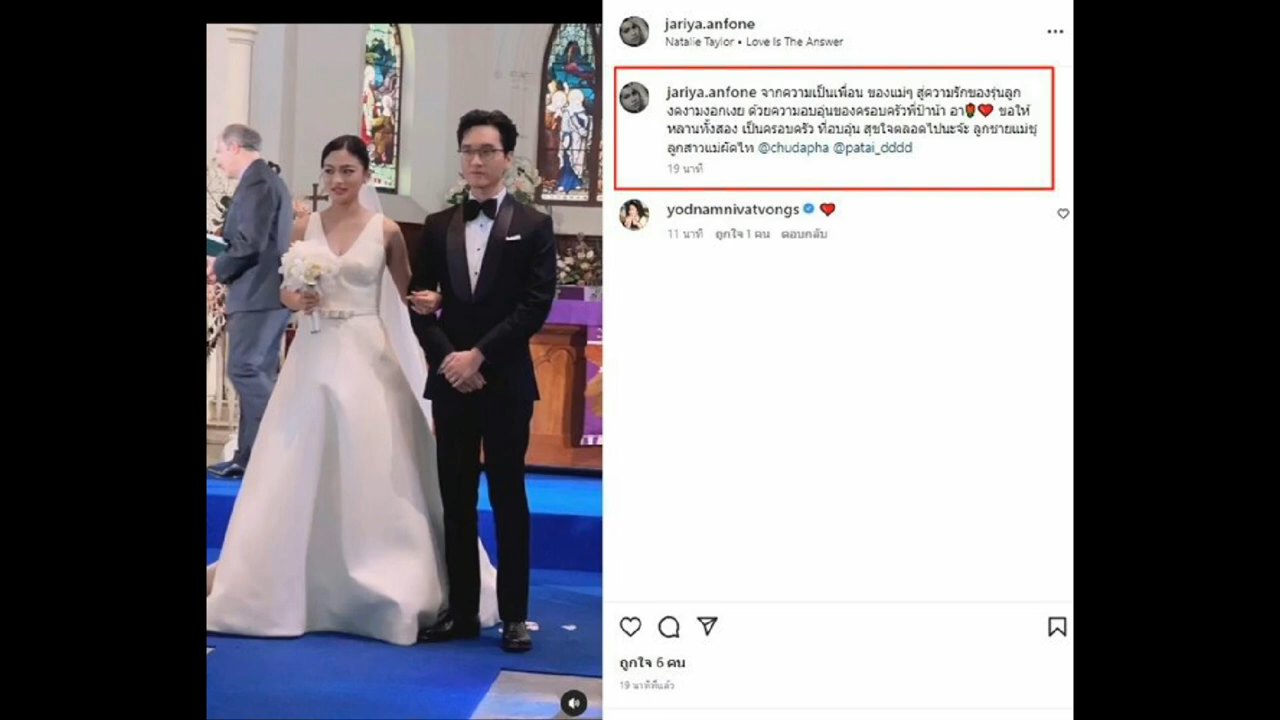 jariya.anfone
Natalie Taylor • Love Is The Answer
jariya.anfone จากความเป็นเพื่อน ของแม่ๆ สู่ความรักของรุ่นลูก
งดงามงอกเงย ด้วยความอบอุ่นของครอบครัวพี่ป้าน้า อา🌹❤️ ขอให้
หลานทั้งสอง เป็นครอบครัว ที่อบอุ่น สุขใจตลอดไปนะจ้ะ ลูกชายแม่ชุ
ลูกสาวแม่ผัดไท @chudapha @patai_dddd
19 นาที
yodnamnivatvongs ❤️
11 นาที ถูกใจ 1 คน ตอบกลับ
ถูกใจ 6 คน
19 นาทีที่แล้ว